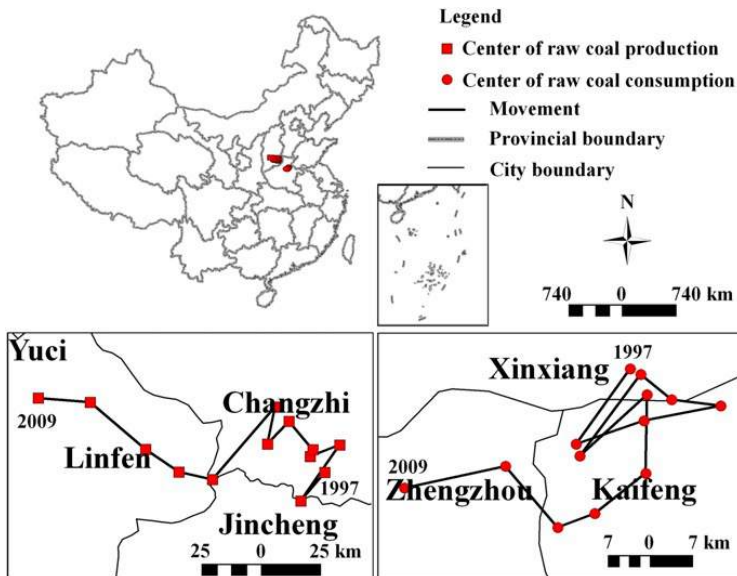 Legend
Center of raw coal production
Center of raw coal consumption
Movement
Provincial boundary
City boundary
N
740 0 740 km
Yuci
2009
Changzhi
Linfen
1997
Jincheng
25 0 25 km
1997
Xinxiang
2009
Zhengzhou
Kaifeng
7 0 7 km